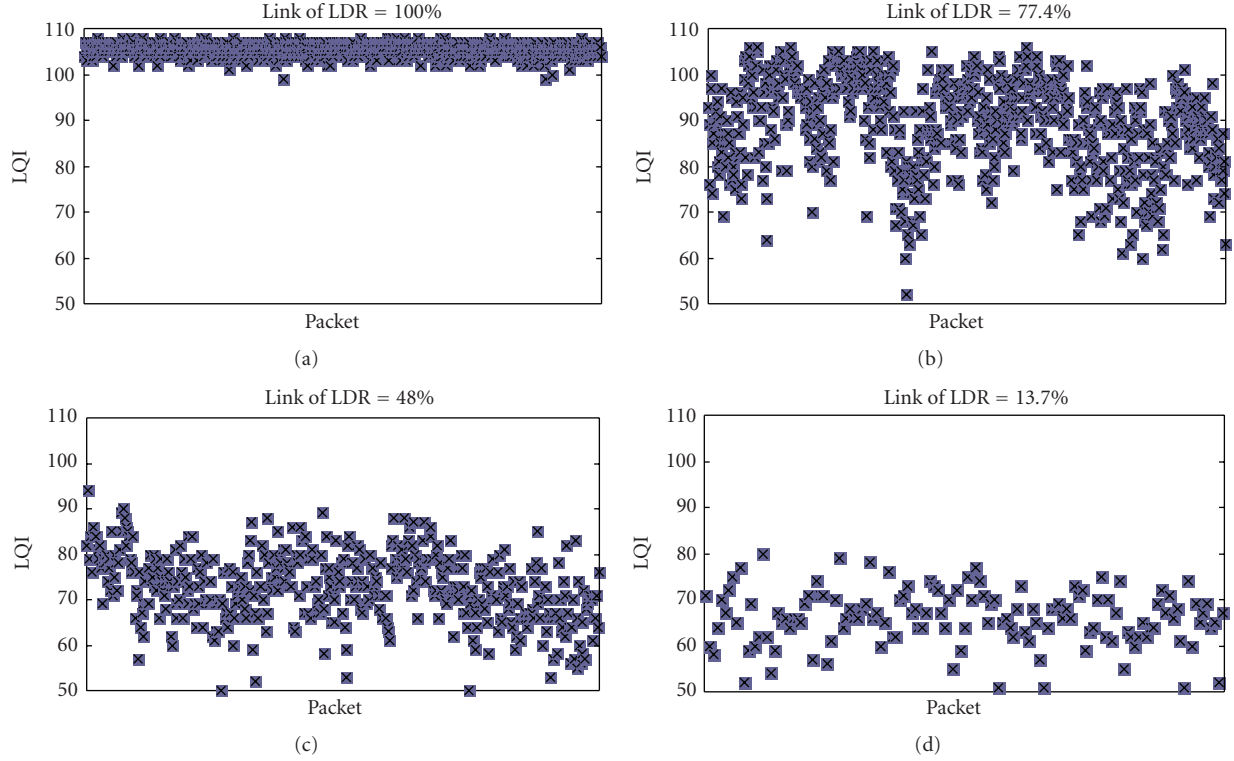 Link of LDR = 100%
110
100
90
80
70
60
50
LQI
Packet
(a)
Link of LDR = 77.4%
110
100
90
80
70
60
50
LQI
Packet
(b)
Link of LDR = 48%
110
100
90
80
70
60
50
LQI
Packet
(c)
Link of LDR = 13.7%
110
100
90
80
70
60
50
LQI
Packet
(d)